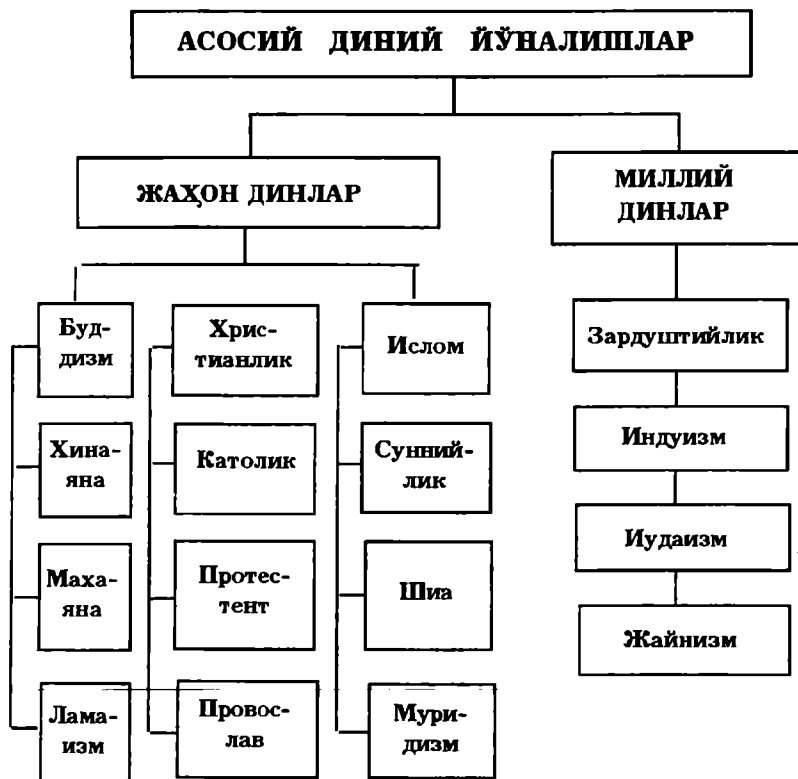 АСОСИЙ ДИНИЙ ЙЎНАЛИШЛАР
ЖАҲОН ДИНЛАР
МИЛЛИЙ
ДИНЛАР
Буд-
дизм
Хина-
яна
Маха-
яна
Лама-
изм
Хрис-
тианлик
Католик
Протес-
тент
Провос-
лав
Ислом
Сунний-
лик
Шиа
Мури-
дизм
Зардуштийлик
Индуизм
Иудаизм
Жайнизм